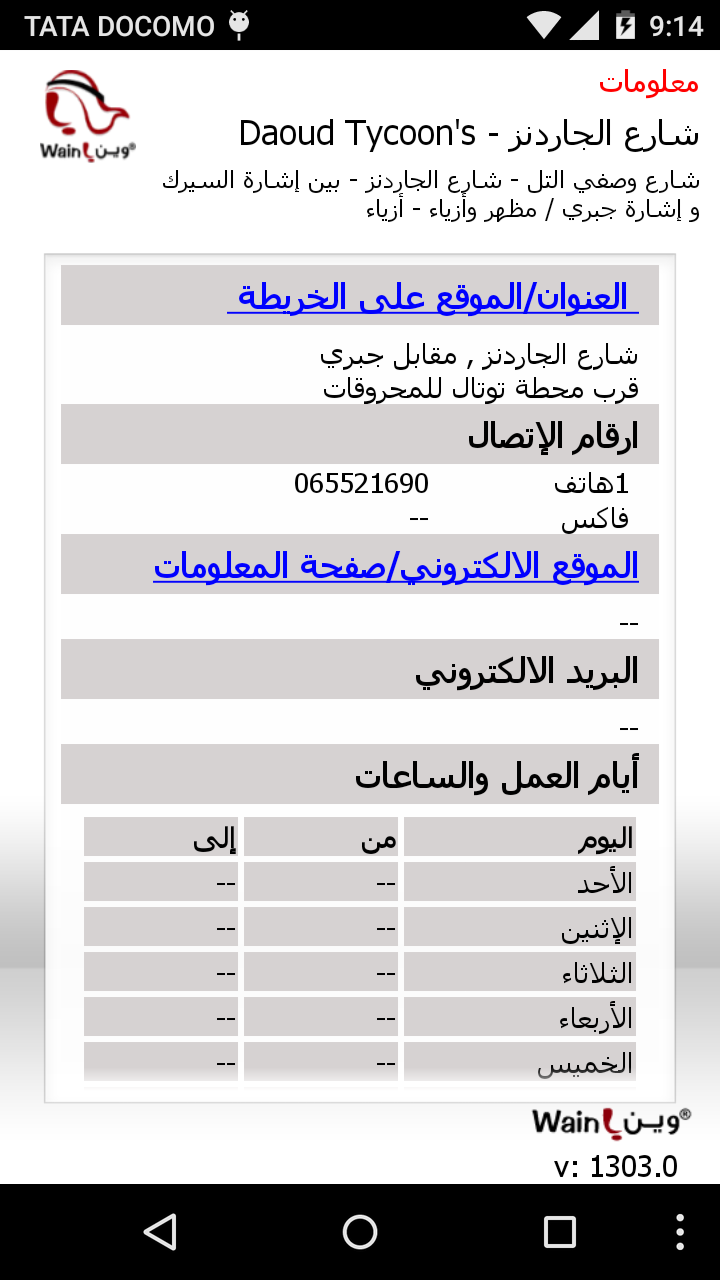 TATA DOCOMO 9:14
Wain وين®
معلومات
Daoud Tycoon's - شارع الجاردنز
شارع وصفي التل - شارع الجاردنز - بين إشارة السيرك
و إشارة جبري / مظهر وأزياء - أزياء
العنوان/الموقع على الخريطة
شارع الجاردنز , مقابل جبري
قرب محطة توتال للمحروقات
ارقام الإتصال
هاتف1 065521690
فاكس --
الموقع الالكتروني/صفحة المعلومات
--
البريد الالكتروني
--
أيام العمل والساعات
اليوم من إلى
الأحد -- --
الإثنين -- --
الثلاثاء -- --
الأربعاء -- --
الخميس -- --
Wain وين®
v: 1303.0